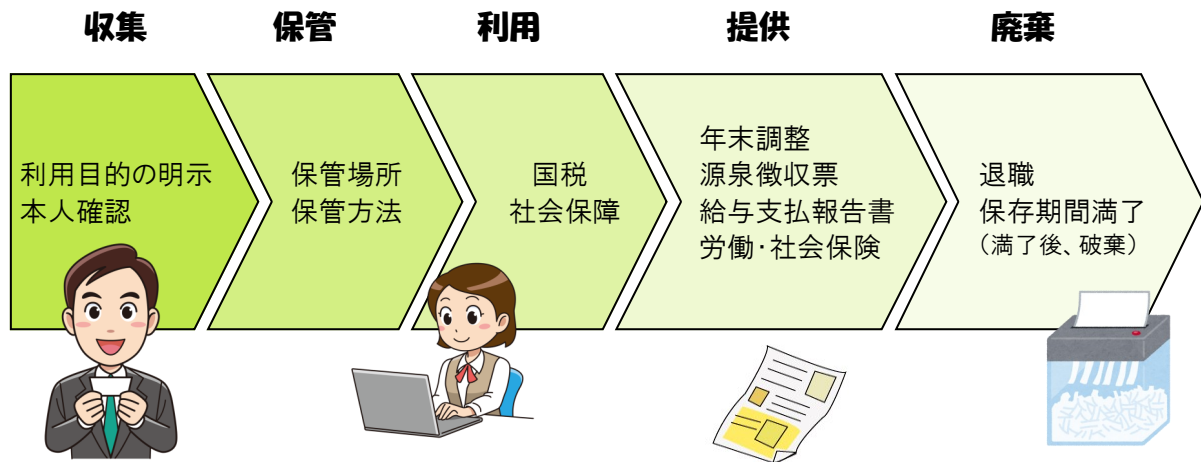 収集
保管
利用
提供
廃棄
利用目的の明示
本人確認
保管場所
保管方法
国税
社会保障
年末調整
源泉徴収票
給与支払報告書
労働・社会保険
退職
保存期間満了
（満了後、破棄）